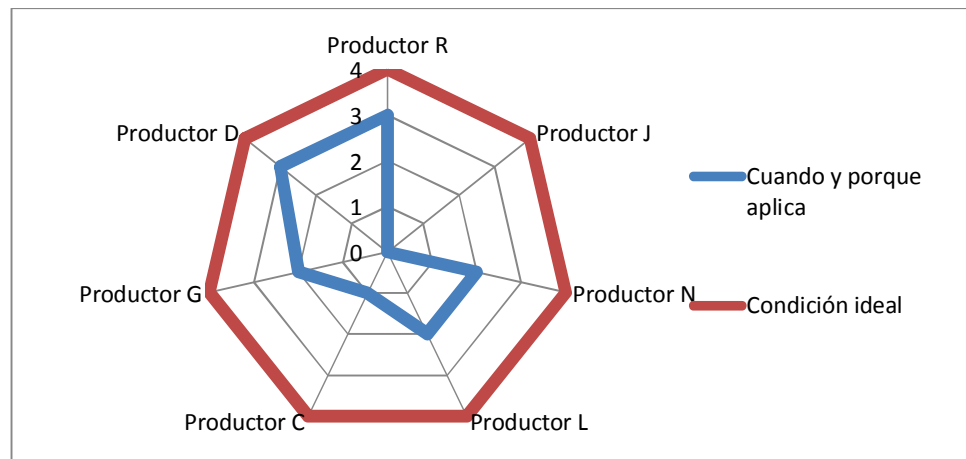 Productor R
4
Productor D
3
Productor J
2
Cuando y porque
aplica
1
0
Productor G
Productor N
Condición ideal
Productor C
Productor L